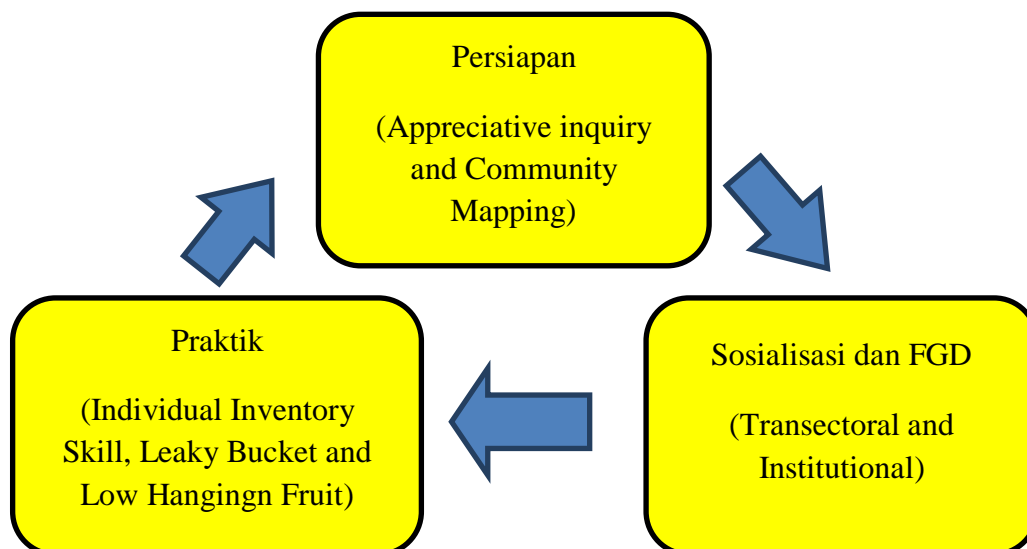 Persiapan
(Appreciative inquiry
and Community
Mapping)
Sosialisasi dan FGD
(Transectoral and
Institutional)
Praktik
(Individual Inventory
Skill, Leaky Bucket and
Low Hangingn Fruit)